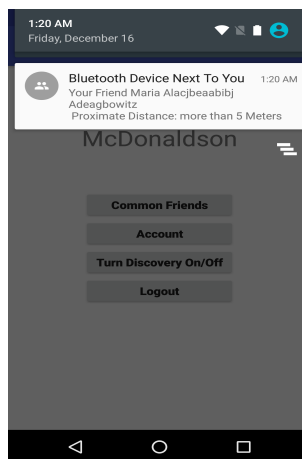 1:20 AM
Friday, December 16
Bluetooth Device Next To You 1:20 AM
Your Friend Maria Alacjbeaabibj
Adeagbowitz
Proximate Distance: more than 5 Meters
McDonaldson
Common Friends
Account
Turn Discovery On/Off
Logout